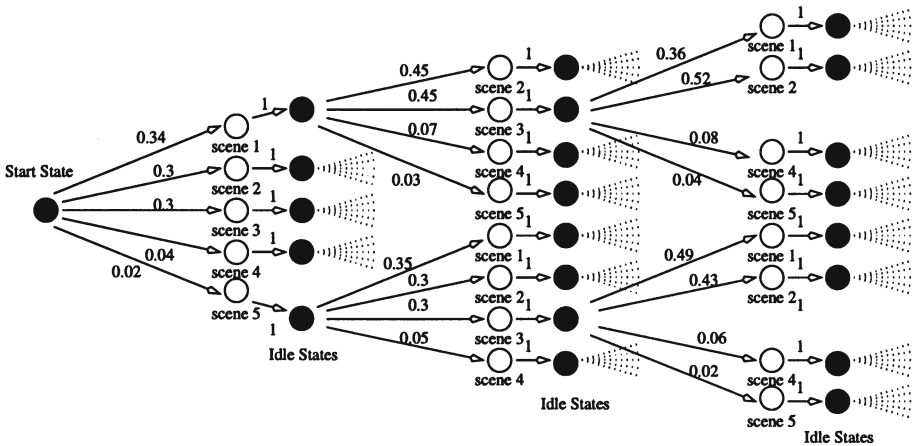 Start State
0.34
0.3
0.3
0.04
0.02
1
scene 1
1
scene 2
1
scene 3
1
scene 4
scene 5
1
Idle States
0.45
0.45
0.07
0.03
1
scene 2
1
scene 3
1
scene 4
1
scene 5
0.35
0.3
0.3
0.05
1
scene 1
1
scene 2
1
scene 3
1
scene 4
Idle States
0.36
0.52
0.08
0.04
1
scene 1
1
scene 2
1
scene 4
1
scene 5
0.49
0.43
0.06
0.02
1
scene 1
1
scene 2
1
1
scene 4
1
scene 5
Idle States